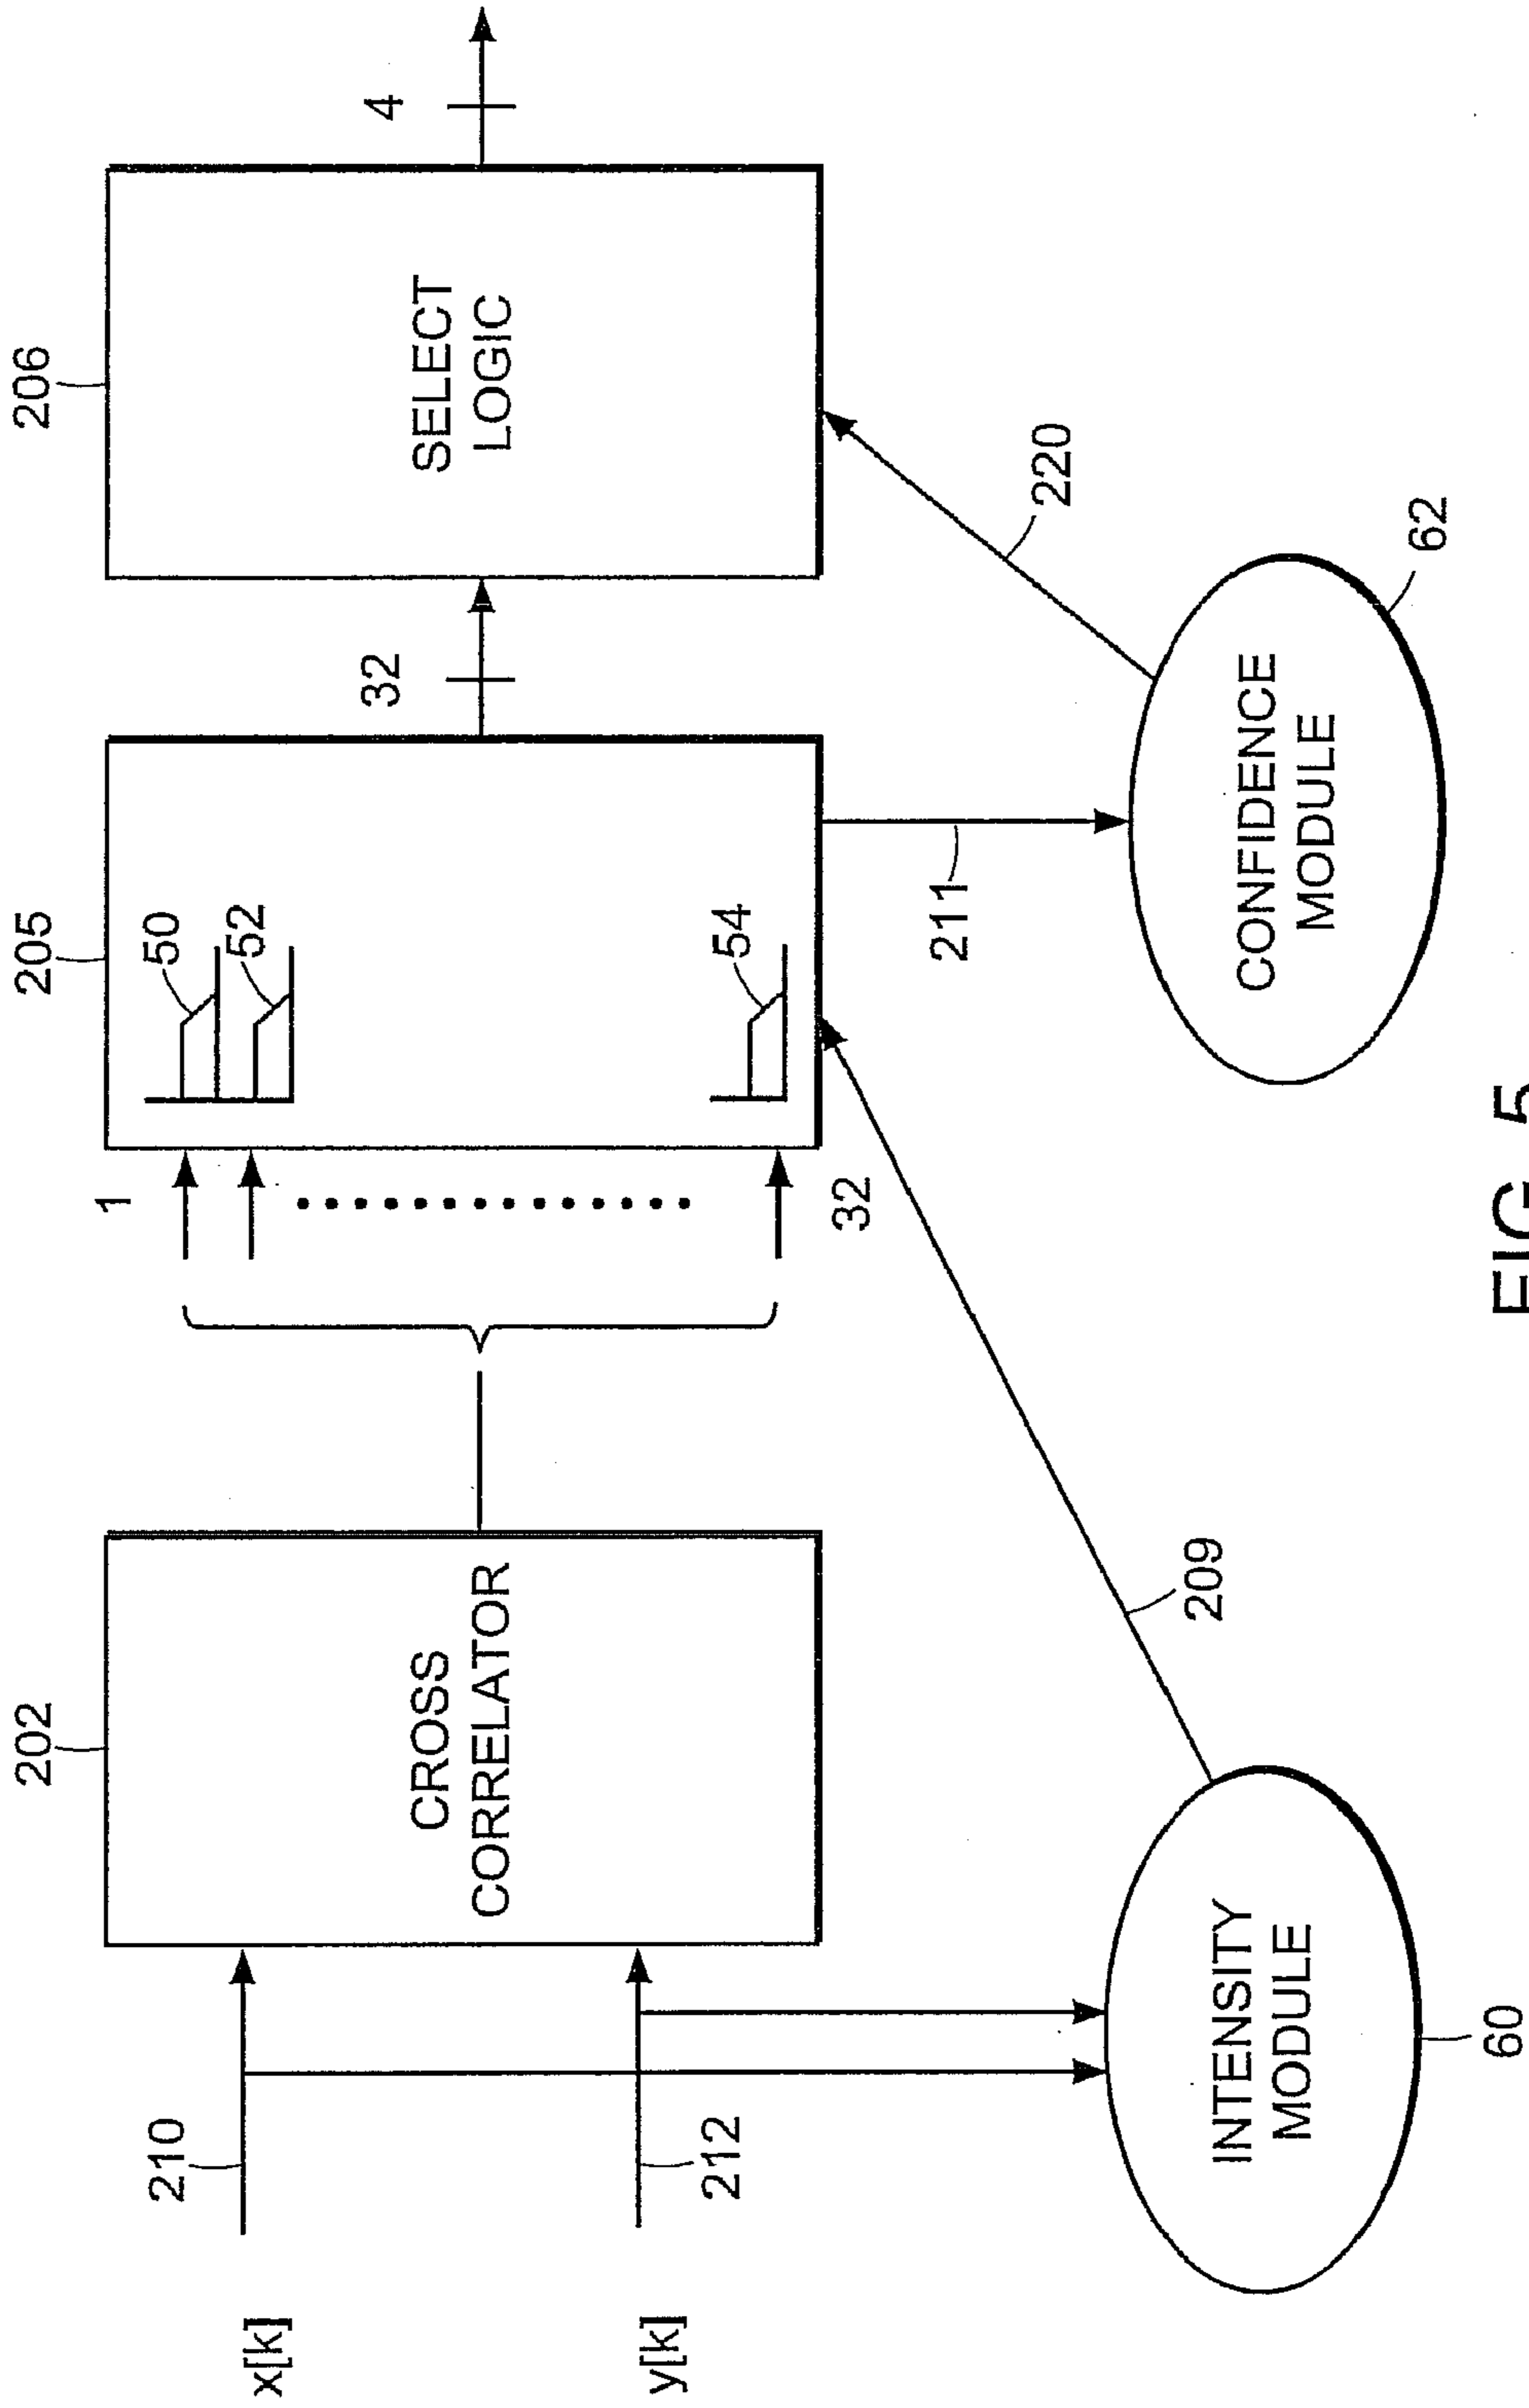 202
205
206
210
x[k]
212
y[k]
CROSS
CORRELATOR
1
32
50
52
54
32
SELECT
LOGIC
4
209
211
220
INTENSITY
MODULE
60
CONFIDENCE
MODULE
62
FIG. 5